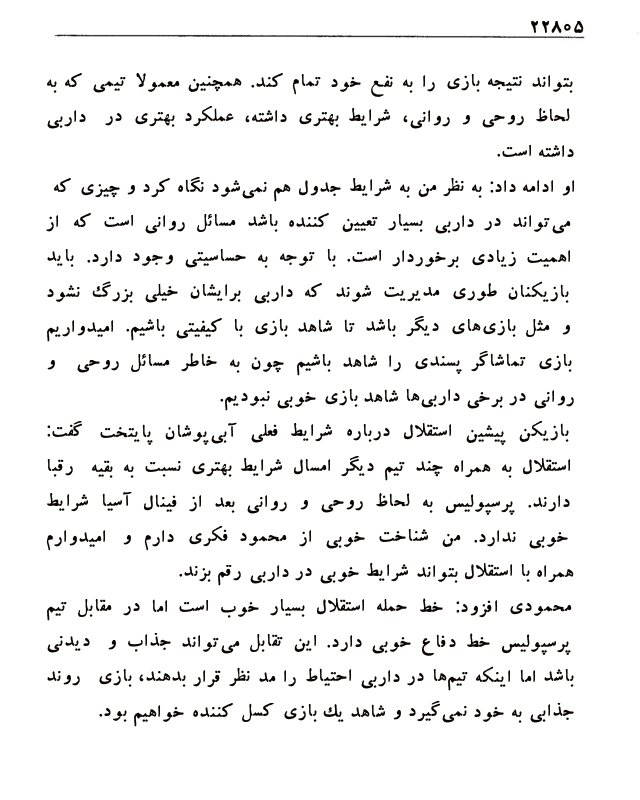 ۲۲۸۰۵
بتواند نتیجه بازی را به نفع خود تمام کند. همچنین معمولا تیمی که به
لحاظ روحی و روانی، شرایط بهتری داشته، عملکرد بهتری در داربی
داشته است.
او ادامه داد: به نظر من به شرایط جدول هم نمی‌شود نگاه کرد و چیزی که
می‌تواند در داربی بسیار تعیین کننده باشد مسائل روانی است که از
اهمیت زیادی برخوردار است. با توجه به حساسیتی وجود دارد. باید
بازیکنان طوری مدیریت شوند که داربی برایشان خیلی بزرگ نشود
و مثل بازی‌های دیگر باشد تا شاهد بازی با کیفیتی باشیم. امیدواریم
بازی تماشاگر پسندی را شاهد باشیم چون به خاطر مسائل روحی و
روانی در برخی داربی‌ها شاهد بازی خوبی نبودیم.
بازیکن پیشین استقلال درباره شرایط فعلی آبی‌پوشان پایتخت گفت:
استقلال به همراه چند تیم دیگر امسال شرایط بهتری نسبت به بقیه رقبا
دارند. پرسپولیس به لحاظ روحی و روانی بعد از فینال آسیا شرایط
خوبی ندارد. من شناخت خوبی از محمود فکری دارم و امیدوارم
همراه با استقلال بتواند شرایط خوبی در داربی رقم بزند.
محمودی افزود: خط حمله استقلال بسیار خوب است اما در مقابل تیم
پرسپولیس خط دفاع خوبی دارد. این تقابل می‌تواند جذاب و دیدنی
باشد اما اینکه تیم‌ها در داربی احتیاط را مد نظر قرار بدهند، بازی روند
جذابی به خود نمی‌گیرد و شاهد یك بازی کسل کننده خواهیم بود.